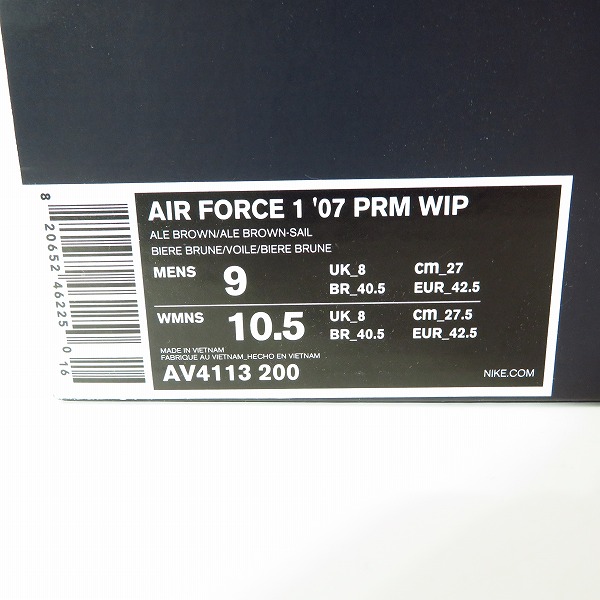 AIR FORCE 1 '07 PRM WIP
ALE BROWN/ALE BROWN-SAIL
BIERE BRUNE/VOILE/BIERE BRUNE
MENS 9 UK_8 cm_27
BR_40.5 EUR_42.5
WMNS 10.5 UK_8 cm_27.5
BR_40.5 EUR_42.5
MADE IN VIETNAM
FABRIQUE AU VIETNAM_HECHO EN VIETNAM
AV4113 200 NIKE.COM
8 20652 46225 0 16